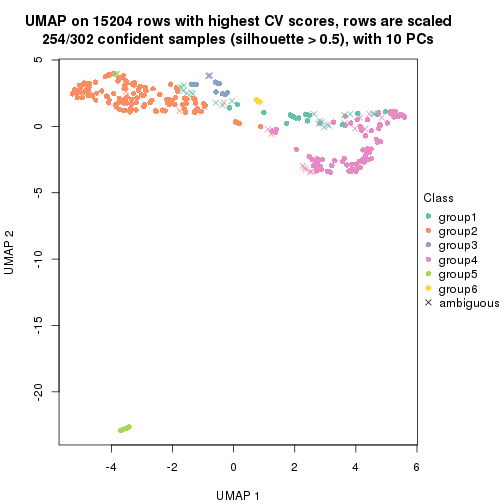 UMAP on 15204 rows with highest CV scores, rows are scaled
254/302 confident samples (silhouette > 0.5), with 10 PCs
5
0
-5
-10
-15
-20
UMAP 2
-4
-2
0
2
4
6
UMAP 1
Class
group1
group2
group3
group4
group5
group6
ambiguous